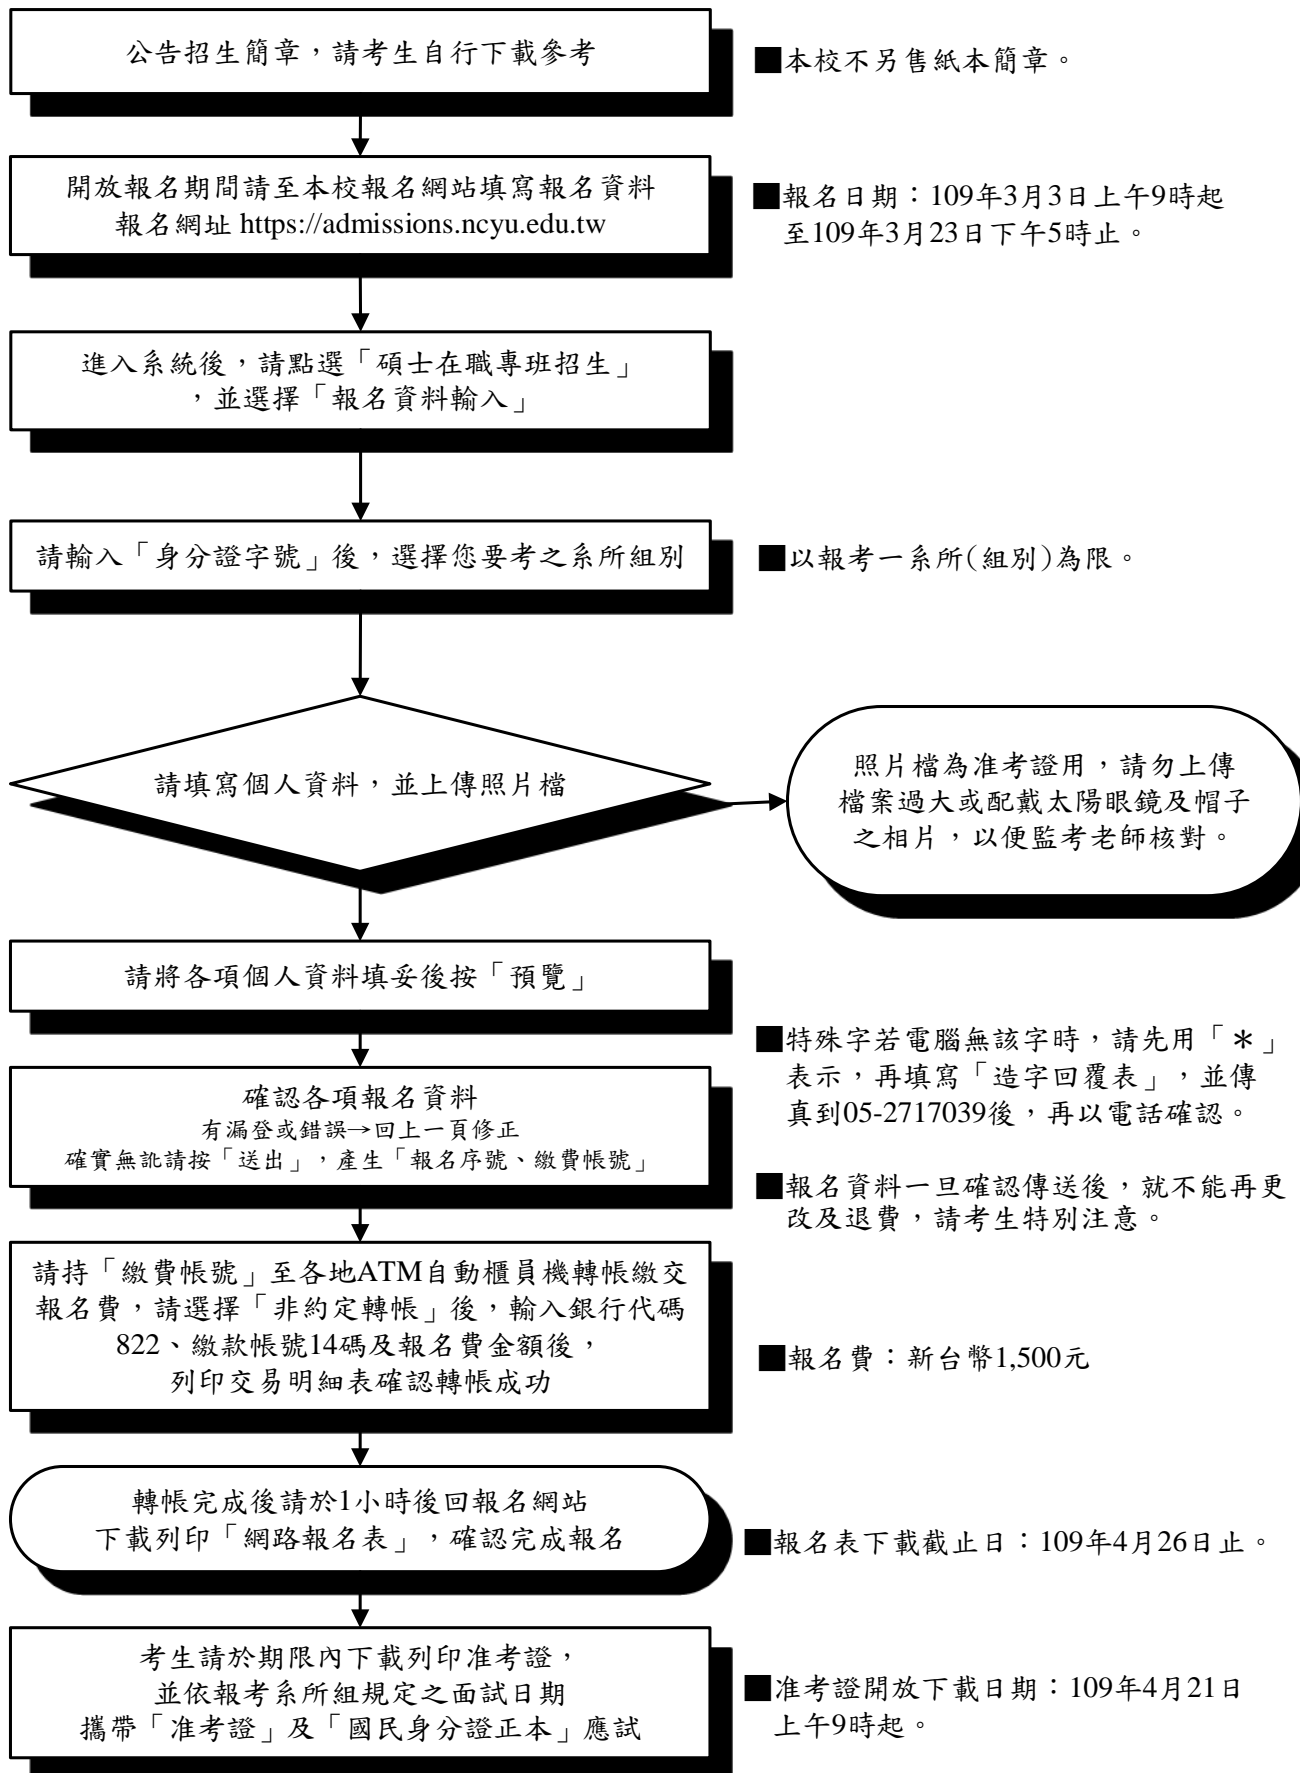 公告招生簡章，請考生自行下載參考
■本校不另售紙本簡章。
開放報名期間請至本校報名網站填寫報名資料
報名網址 https://admissions.ncyu.edu.tw
■報名日期：109年3月3日上午9時起
至109年3月23日下午5時止。
進入系統後，請點選「碩士在職專班招生」
，並選擇「報名資料輸入」
請輸入「身分證字號」後，選擇您要考之系所組別
■以報考一系所(組別)為限。
請填寫個人資料，並上傳照片檔
照片檔為准考證用，請勿上傳
檔案過大或配戴太陽眼鏡及帽子
之相片，以便監考老師核對。
請將各項個人資料填妥後按「預覽」
■特殊字若電腦無該字時，請先用「＊」
表示，再填寫「造字回覆表」，並傳
真到05-2717039後，再以電話確認。
確認各項報名資料
有漏登或錯誤→回上一頁修正
確實無訛請按「送出」，產生「報名序號、繳費帳號」
■報名資料一旦確認傳送後，就不能再更
改及退費，請考生特別注意。
請持「繳費帳號」至各地ATM自動櫃員機轉帳繳交
報名費，請選擇「非約定轉帳」後，輸入銀行代碼
822、繳款帳號14碼及報名費金額後，
列印交易明細表確認轉帳成功
■報名費：新台幣1,500元
轉帳完成後請於1小時後回報名網站
下載列印「網路報名表」，確認完成報名
■報名表下載截止日：109年4月26日止。
考生請於期限內下載列印准考證，
並依報考系所組規定之面試日期
攜帶「准考證」及「國民身分證正本」應試
■准考證開放下載日期：109年4月21日
上午9時起。